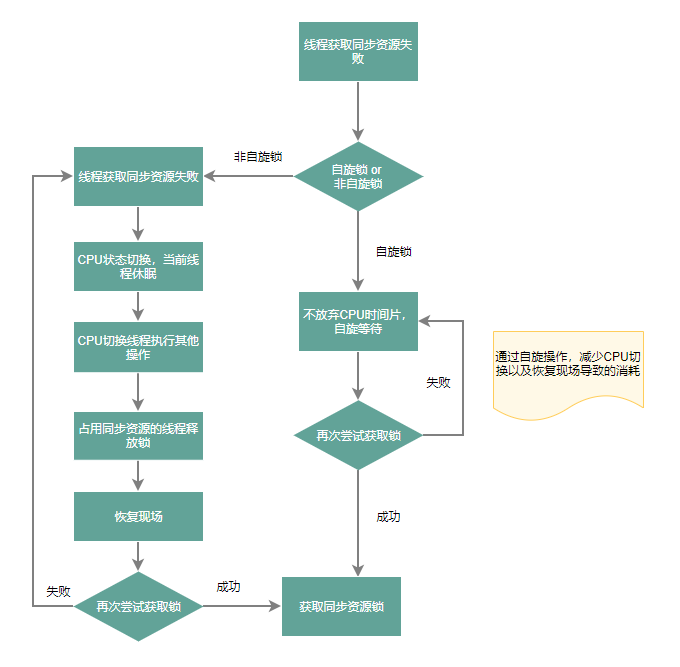 线程获取同步资源失
败
自旋锁 or
非自旋锁
非自旋锁
线程获取同步资源失败
自旋锁
CPU状态切换，当前线
程休眠
不放弃CPU时间片，
自旋等待
CPU切换线程执行其他
操作
通过自旋操作，减少CPU切
换以及恢复现场导致的消耗
失败
占用同步资源的线程释
放锁
再次尝试获取锁
恢复现场
成功
失败
再次尝试获取锁
成功
获取同步资源锁